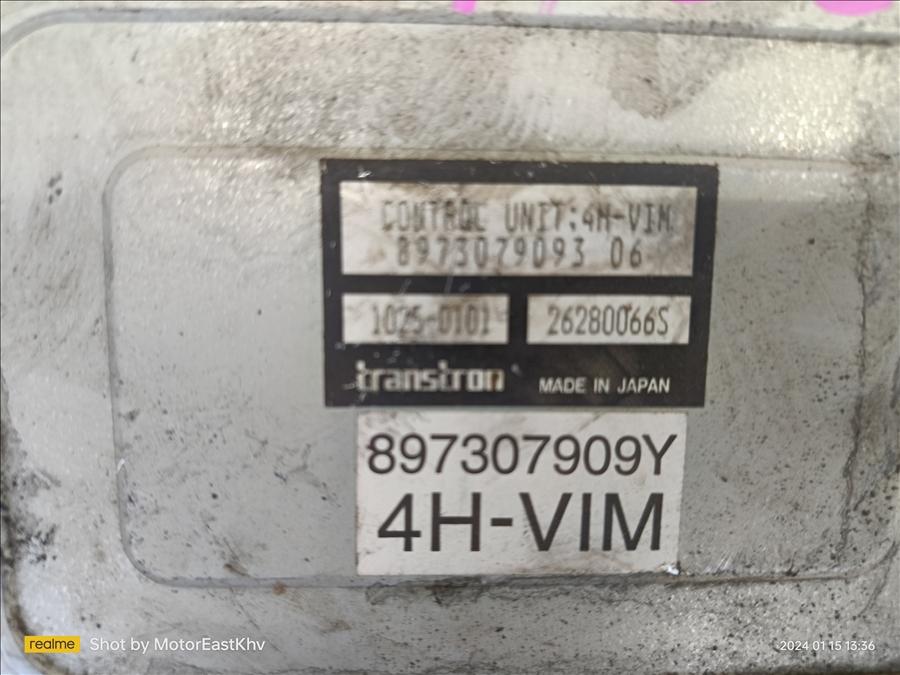 CONTROL UNIT:4H-VIM
8973079093 06
1025-0101 26280066S
transtron MADE IN JAPAN
897307909Y
4H-VIM
realme Shot by MotorEastKhv
2024 01 15 13:36